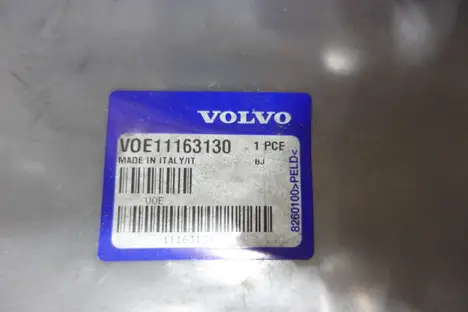 VOLVO
VOE11163130 1 PCE
MADE IN ITALY/IT BJ
VOE
8260100>PELD<